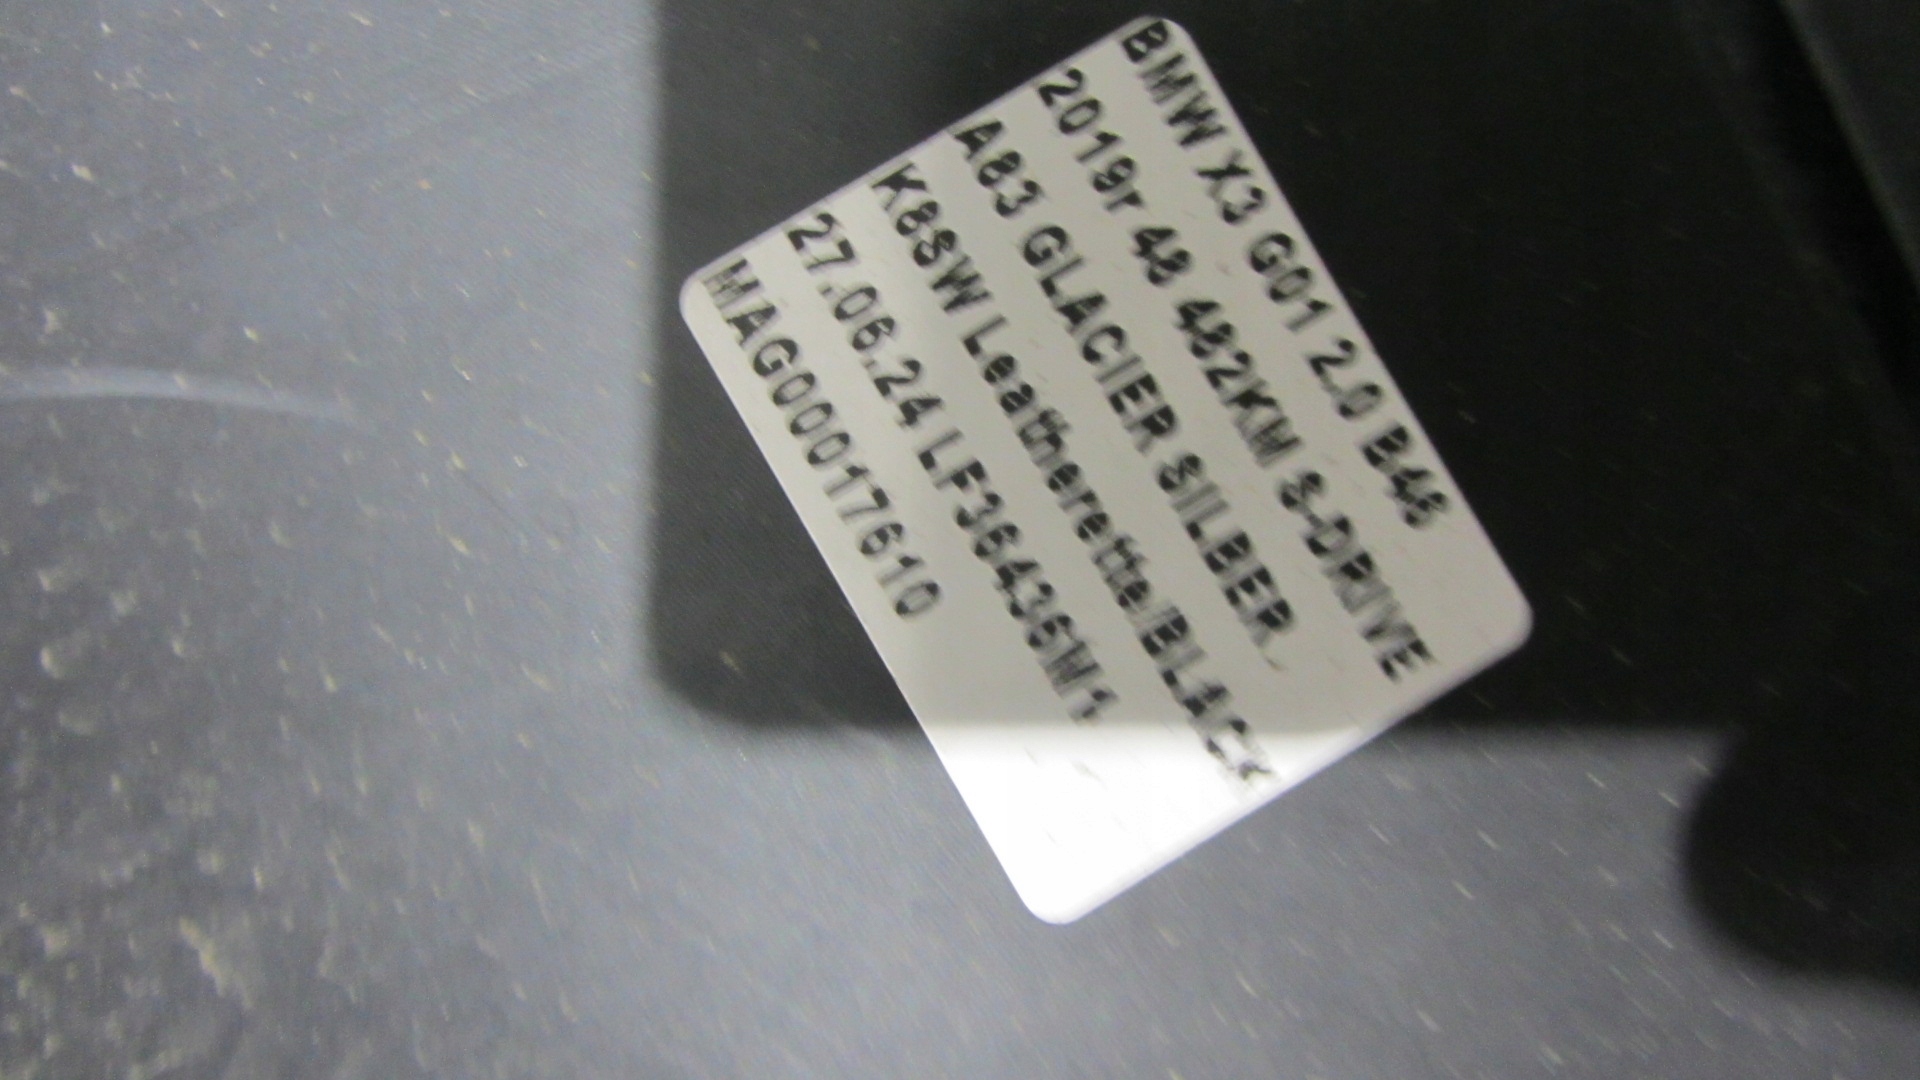 BMW X3 G01 2.0 B48
2019r 48 482KM S-DRIVE
A83 GLACIER SILBER
K8SW Leatherette/BLACK
27.06.24 LF36436W1
MAG00017610